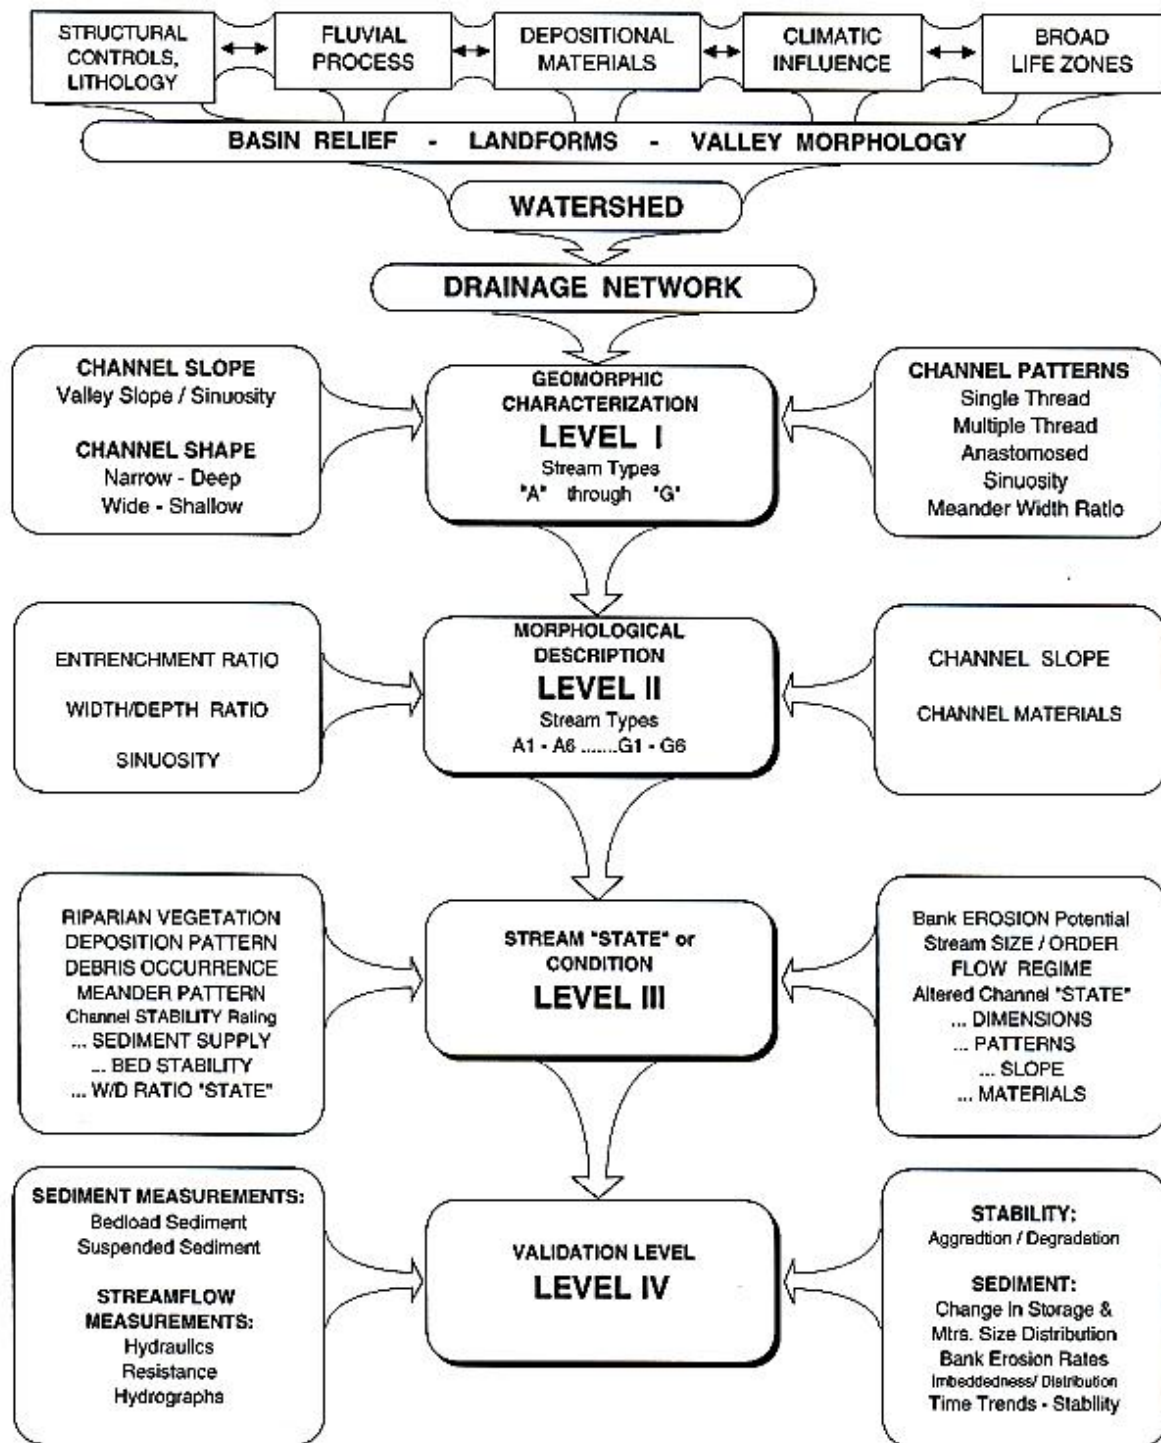 STRUCTURAL
CONTROLS,
LITHOLOGY
FLUVIAL
PROCESS
DEPOSITIONAL
MATERIALS
CLIMATIC
INFLUENCE
BROAD
LIFE ZONES
BASIN RELIEF - LANDFORMS - VALLEY MORPHOLOGY
WATERSHED
DRAINAGE NETWORK
CHANNEL SLOPE
Valley Slope / Sinuosity
CHANNEL SHAPE
Narrow - Deep
Wide - Shallow
GEOMORPHIC
CHARACTERIZATION
LEVEL I
Stream Types
"A" through "G"
CHANNEL PATTERNS
Single Thread
Multiple Thread
Anastomosed
Sinuosity
Meander Width Ratio
ENTRENCHMENT RATIO
WIDTH/DEPTH RATIO
SINUOSITY
MORPHOLOGICAL
DESCRIPTION
LEVEL II
Stream Types
A1 - A6 .......G1 - G6
CHANNEL SLOPE
CHANNEL MATERIALS
RIPARIAN VEGETATION
DEPOSITION PATTERN
DEBRIS OCCURRENCE
MEANDER PATTERN
Channel STABILITY Rating
... SEDIMENT SUPPLY
... BED STABILITY
... W/D RATIO "STATE"
STREAM "STATE" or
CONDITION
LEVEL III
Bank EROSION Potential
Stream SIZE / ORDER
FLOW REGIME
Altered Channel "STATE"
... DIMENSIONS
... PATTERNS
... SLOPE
... MATERIALS
SEDIMENT MEASUREMENTS:
Bedload Sediment
Suspended Sediment
STREAMFLOW
MEASUREMENTS:
Hydraulics
Resistance
Hydrographs
VALIDATION LEVEL
LEVEL IV
STABILITY:
Aggradtion / Degradation
SEDIMENT:
Change in Storage &
Mtrs. Size Distribution
Bank Erosion Rates
Imbeddedness/ Distribution
Time Trends - Stability